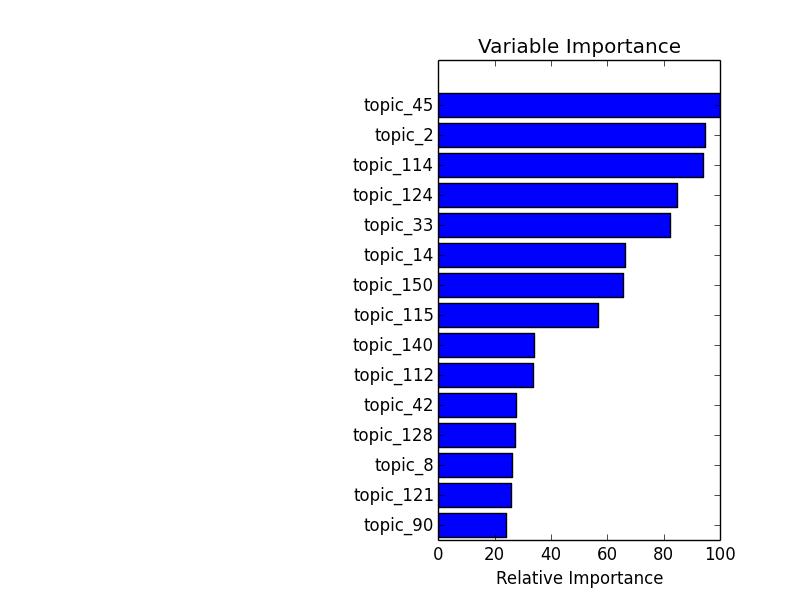 Variable Importance
topic_45
topic_2
topic_114
topic_124
topic_33
topic_14
topic_150
topic_115
topic_140
topic_112
topic_42
topic_128
topic_8
topic_121
topic_90
0 20 40 60 80 100
Relative Importance